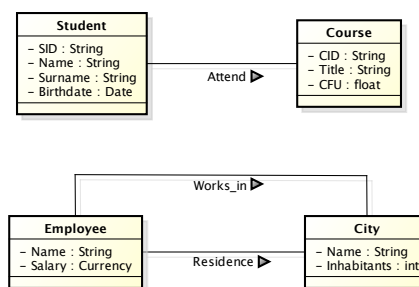 Student
- SID : String
- Name : String
- Surname : String
- Birthdate : Date
Attend
Course
- CID : String
- Title : String
- CFU : float
Works_in
Employee
- Name : String
- Salary : Currency
Residence
City
- Name : String
- Inhabitants : int